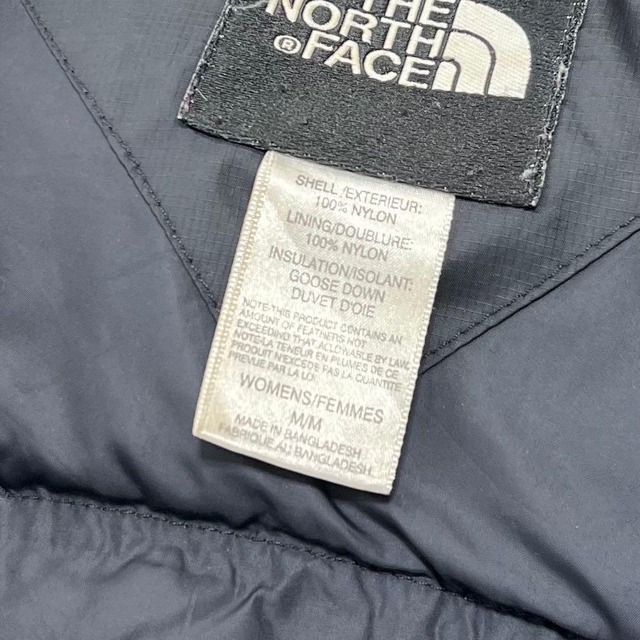 THE
NORTH
®FACE
SHELL/EXTERIEUR:
100% NYLON
LINING/DOUBLURE:
100% NYLON
INSULATION/ISOLANT:
GOOSE DOWN
DUVET D'OIE
NOTE:THIS PRODUCT CONTAINS AN
AMOUNT OF FEATHERS NOT
EXCEEDING THAT ALLOWABLE BY LAW.
NOTE:LA TENEUR EN PLUMES DE CE
PRODUIT N'EXCEDE PAS LA QUANTITE
PREVUE PAR LA LOI
WOMENS/FEMMES
M/M
MADE IN BANGLADESH
FABRIQUE A: BANGLADESH